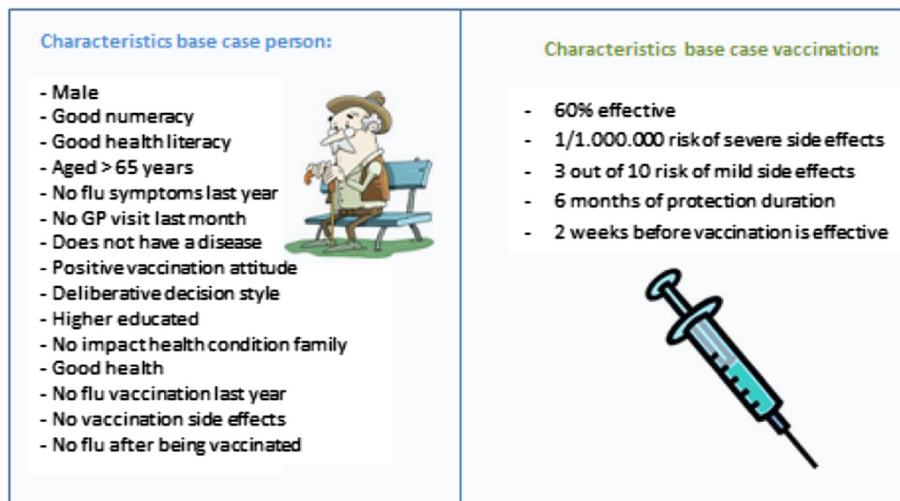 Characteristics base case person:
- Male
- Good numeracy
- Good health literacy
- Aged > 65 years
- No flu symptoms last year
- No GP visit last month
- Does not have a disease
- Positive vaccination attitude
- Deliberative decision style
- Higher educated
- No impact health condition family
- Good health
- No flu vaccination last year
- No vaccination side effects
- No flu after being vaccinated
Characteristics base case vaccination:
- 60% effective
- 1/1.000.000 risk of severe side effects
- 3 out of 10 risk of mild side effects
- 6 months of protection duration
- 2 weeks before vaccination is effective